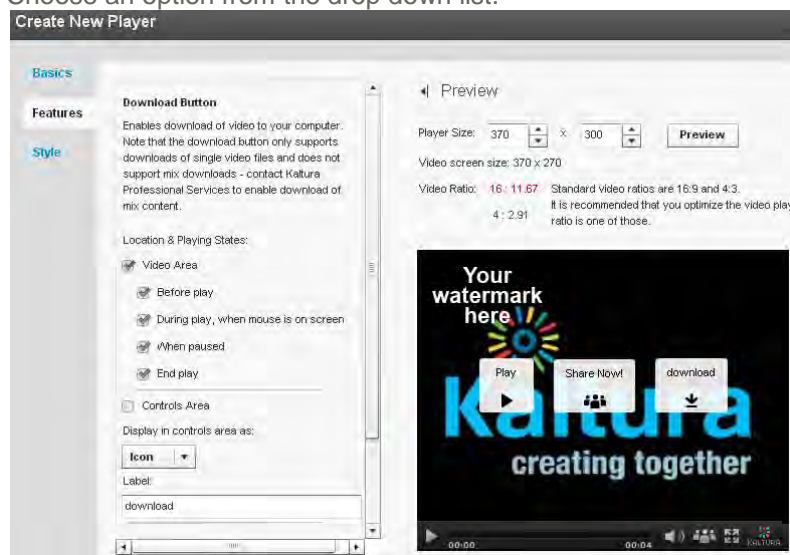 Choose an option from the drop down list.
Create New Player
Basics
Features
Style
Download Button
Enables download of video to your computer.
Note that the download button only supports
downloads of single video files and does not
support mix downloads - contact Kaltura
Professional Services to enable download of
mix content.
Location & Playing States:
Video Area
Before play
During play, when mouse is on screen
When paused
End play
Controls Area
Display in controls area as:
Icon
Label:
download
Preview
Player Size: 370 x 300 Preview
Video screen size: 370 x 270
Video Ratio: 16 : 11.67 Standard video ratios are 16:9 and 4:3.
It is recommended that you optimize the video play
4 : 2.91 ratio is one of those.
Your
watermark
here
Play Share Now! download
Kaltura
creating together
00:00 00:04 KALTURA